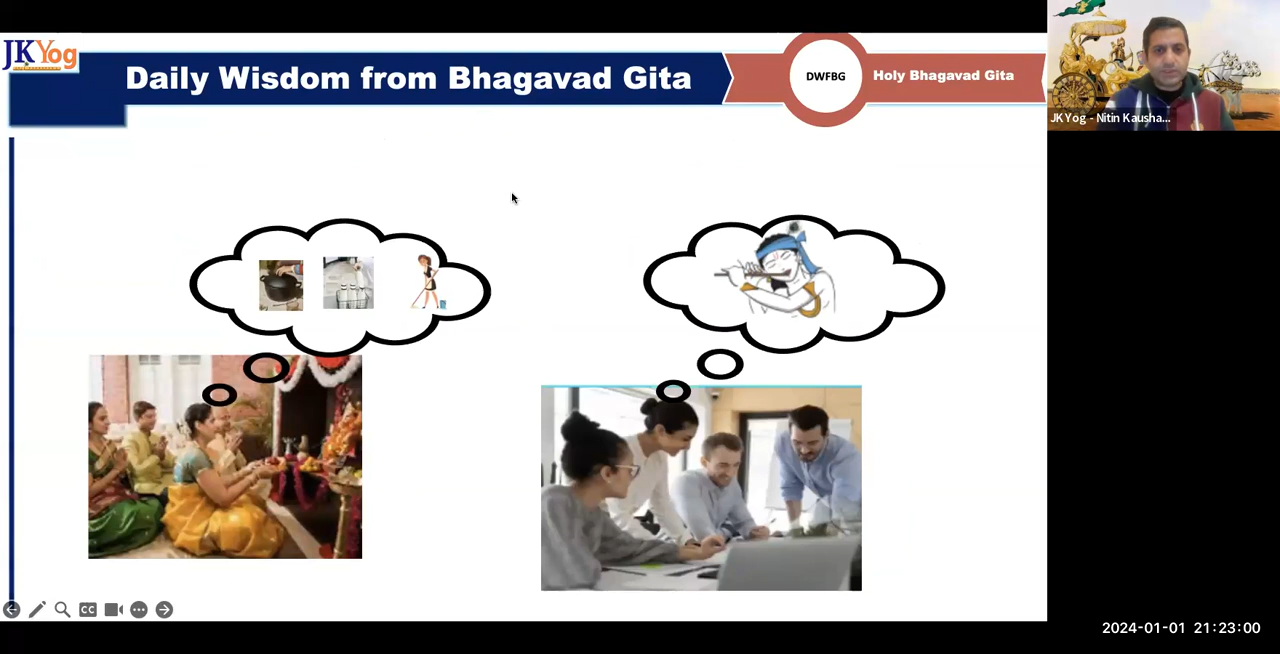 JKYog
Daily Wisdom from Bhagavad Gita
DWFBG
Holy Bhagavad Gita
JKYog - Nitin Kausha...
CC
2024-01-01 21:23:00